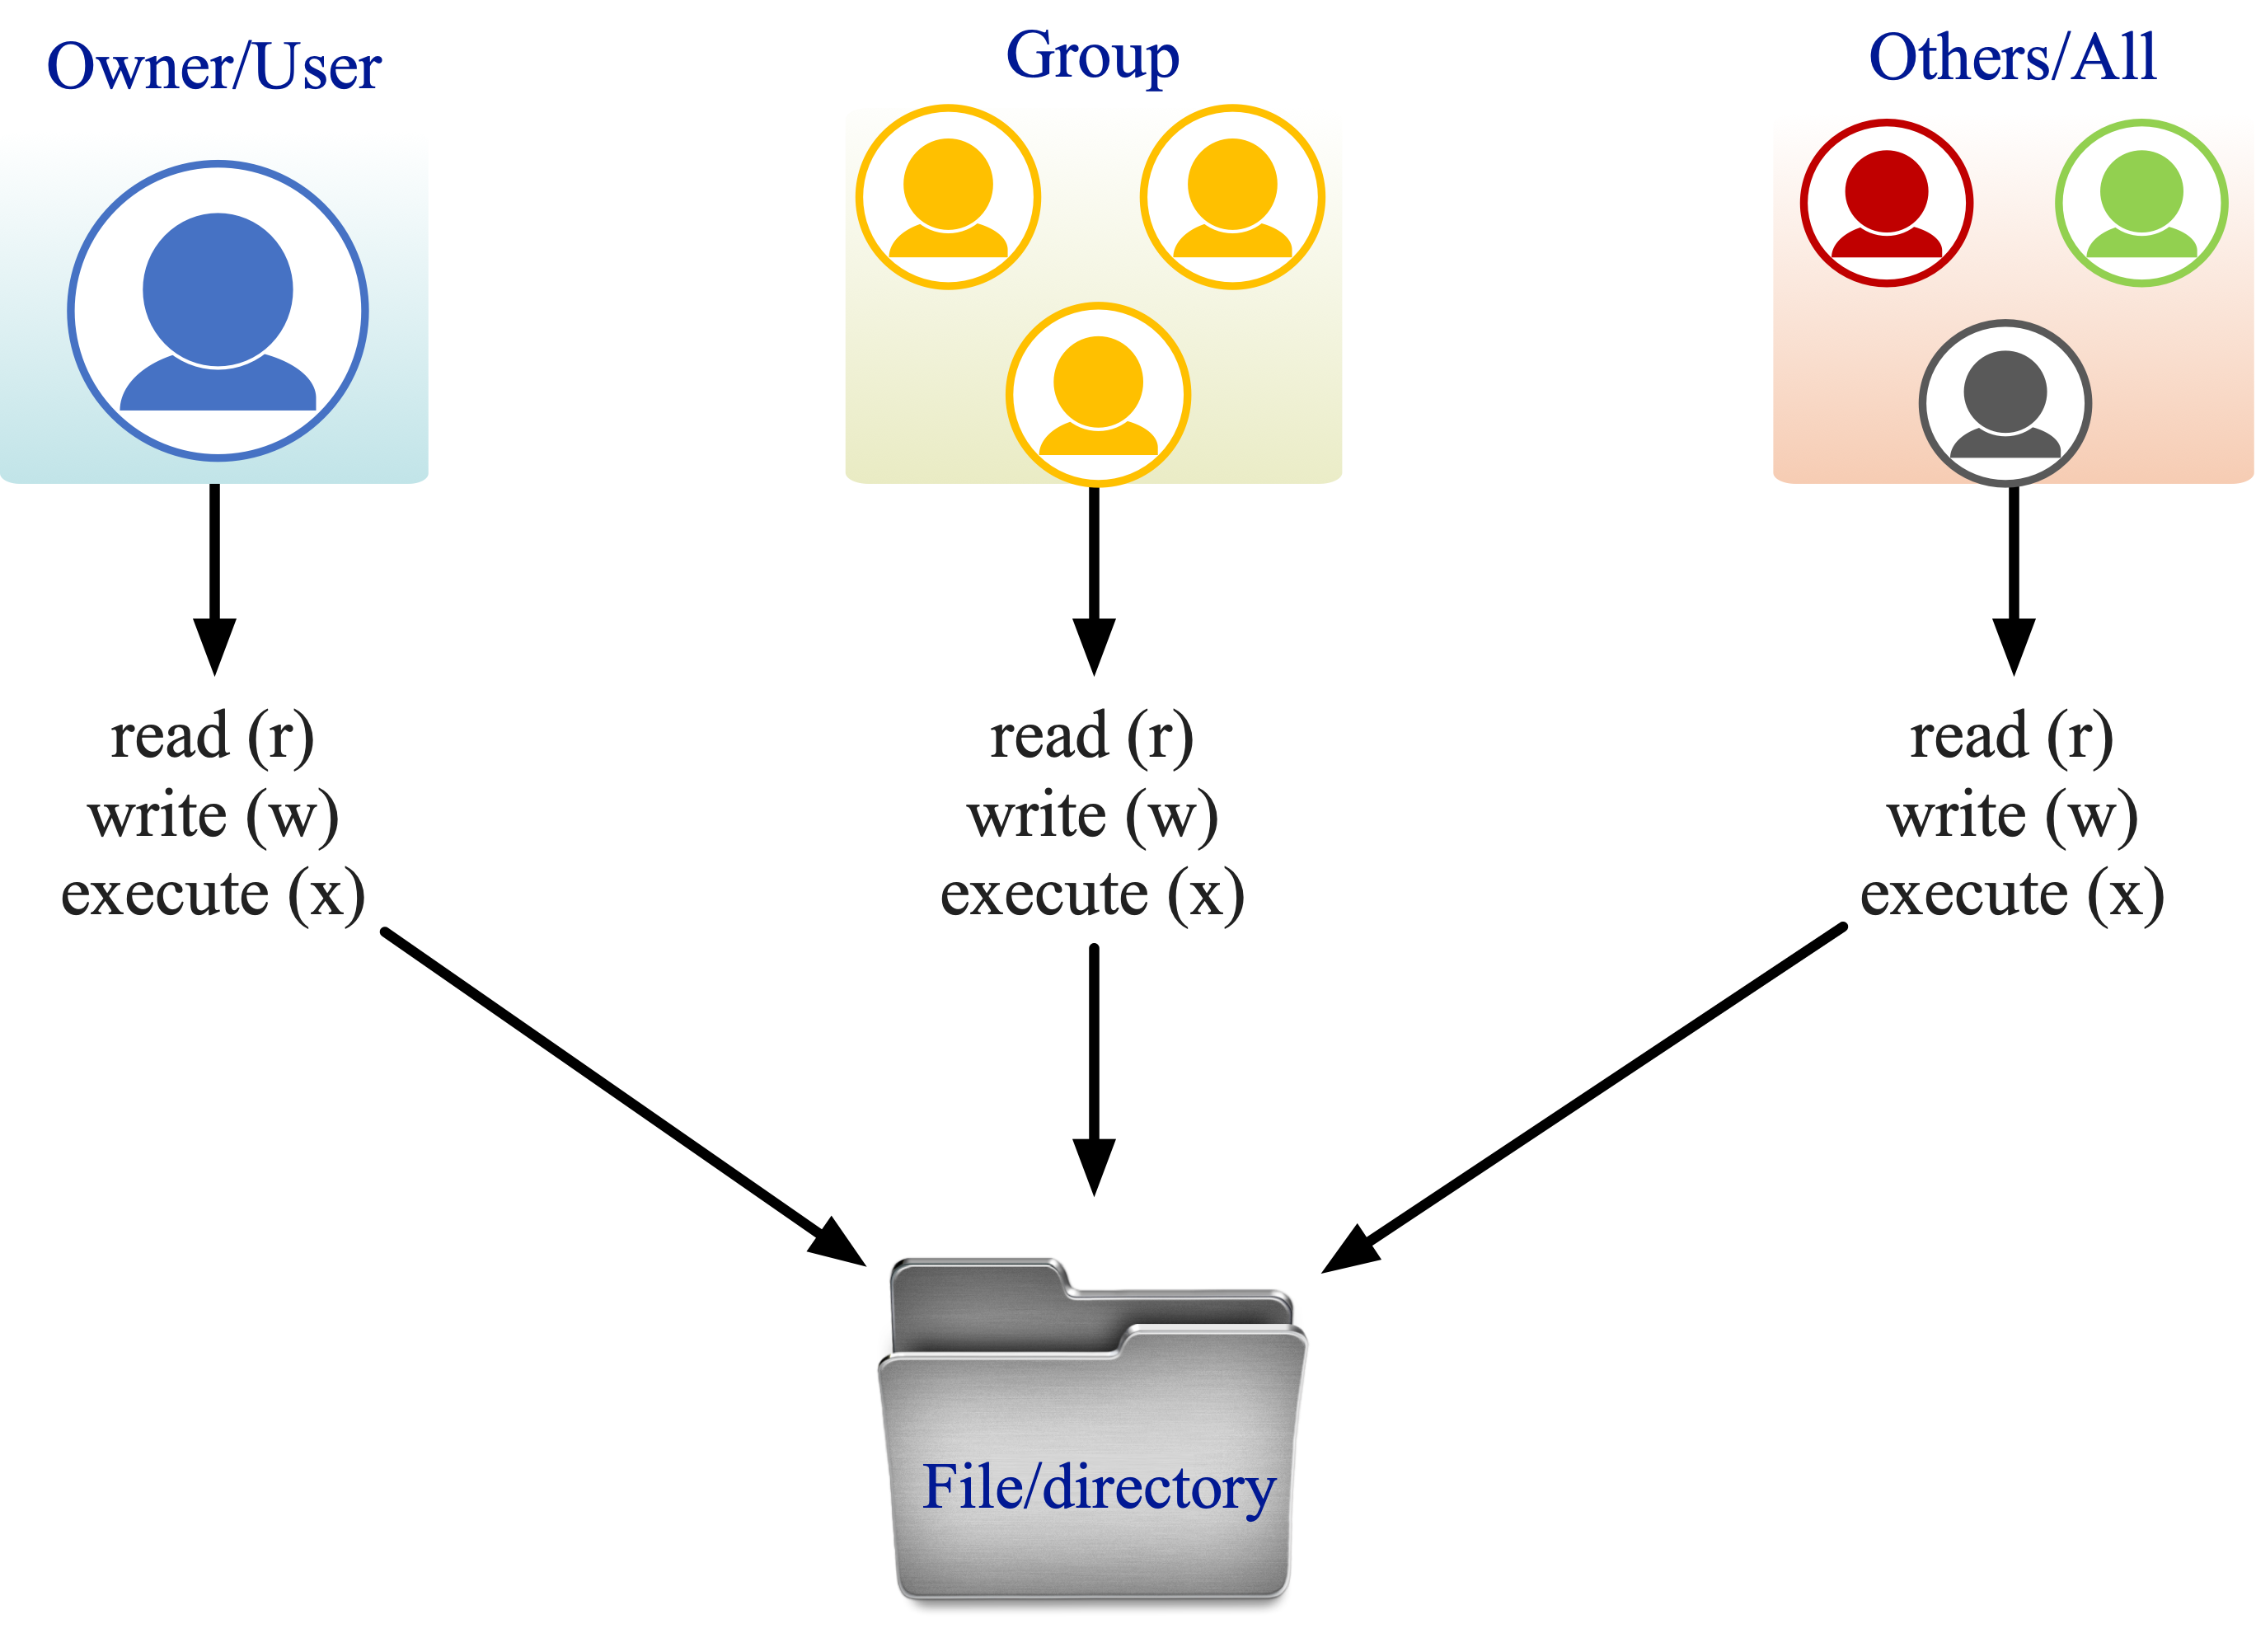 Owner/User
Group
Others/All
read (r)
write (w)
execute (x)
read (r)
write (w)
execute (x)
read (r)
write (w)
execute (x)
File/directory